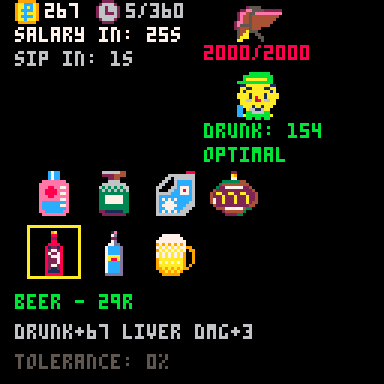 267 5/360
SALARY IN: 25S
SIP IN: 1S
2000/2000
DRUNK: 154
OPTIMAL
BEER - 29R
DRUNK+67 LIVER DMG+3
TOLERANCE: 0%